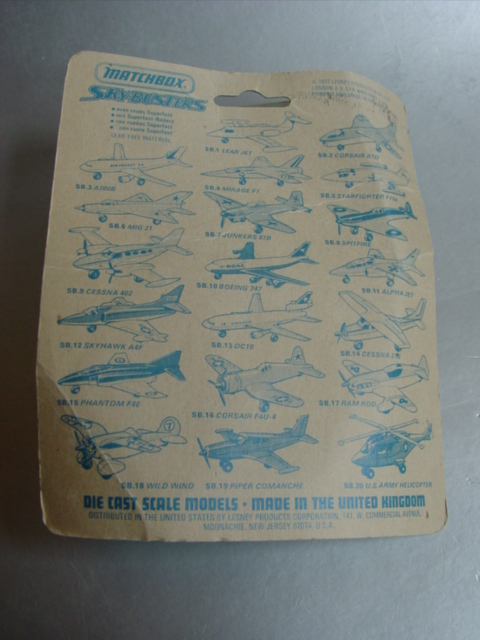 MATCHBOX
SKYBUSTERS
SB.1 LEAR JET
SB.2 CORSAIR A7D
SB.3 A300B
SB.4 MIRAGE F1
SB.5 STARFIGHTER
SB.6 MIG 21
SB.7 JUNKERS 87B
SB.8 SPITFIRE
SB.9 CESSNA 402
SB.10 BOEING 747
SB.11 ALPHA JET
SB.12 SKYHAWK A4F
SB.13 DC10
SB.14 CESSNA
SB.15 PHANTOM F4E
SB.16 CORSAIR F4U-4
SB.17 RAM ROD
SB.18 WILD WIND
SB.19 PIPER COMANCHE
SB.20 U.S. ARMY HELICOPTER
DIE CAST SCALE MODELS • MADE IN THE UNITED KINGDOM
DISTRIBUTED IN THE UNITED STATES BY LESNEY PRODUCTS CORPORATION, 141 W. COMMERCIAL AVENUE,
MOONACHIE, NEW JERSEY 07074 U.S.A.